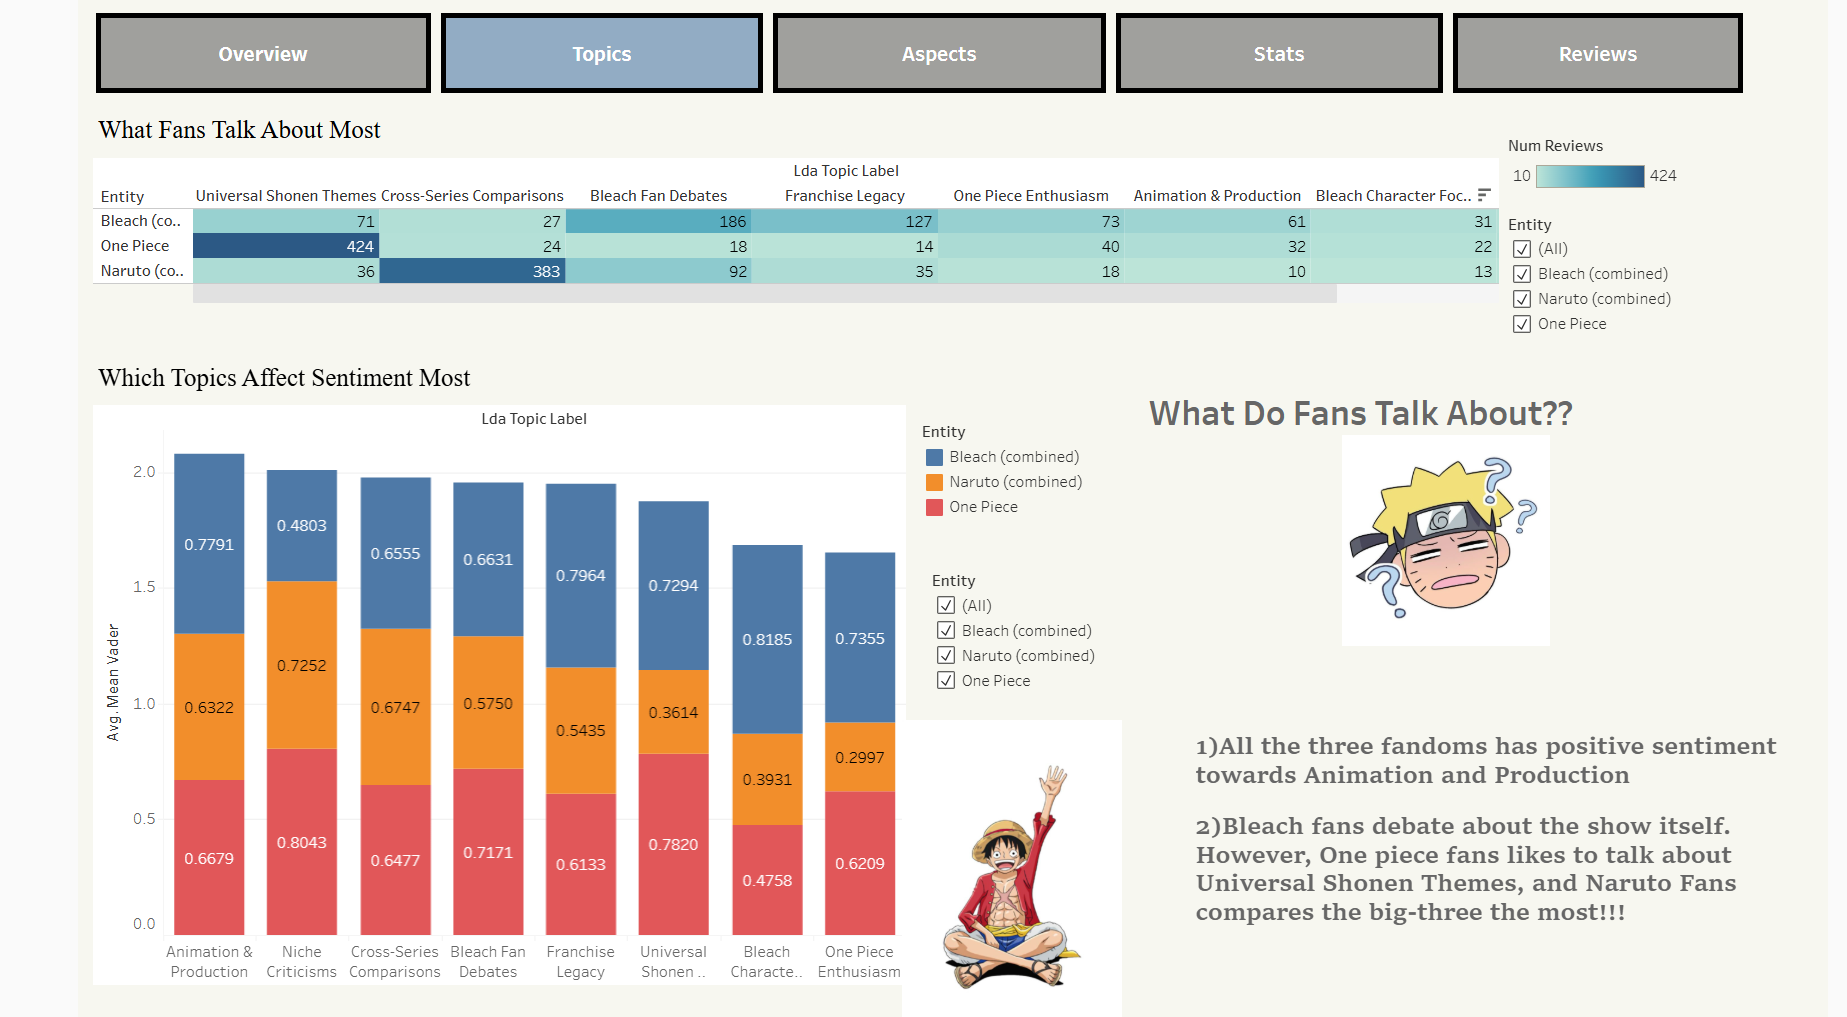 Overview Topics Aspects Stats Reviews
What Fans Talk About Most
Num Reviews
10 424
Lda Topic Label
Entity Universal Shonen Themes Cross-Series Comparisons Bleach Fan Debates Franchise Legacy One Piece Enthusiasm Animation & Production Bleach Character Foc..
Bleach (co.. 71 27 186 127 73 61 31
One Piece 424 24 18 14 40 32 22
Naruto (co.. 36 383 92 35 18 10 13
Entity
(All)
Bleach (combined)
Naruto (combined)
One Piece
Which Topics Affect Sentiment Most
Lda Topic Label
Avg. Mean Vader
2.0
1.5
1.0
0.5
0.0
0.7791 0.4803 0.6555 0.6631 0.7964 0.7294 0.8185 0.7355
0.6322 0.7252 0.6747 0.5750 0.5435 0.3614 0.3931 0.2997
0.6679 0.8043 0.6477 0.7171 0.6133 0.7820 0.4758 0.6209
Animation & Niche Cross-Series Bleach Fan Franchise Universal Bleach One Piece
Production Criticisms Comparisons Debates Legacy Shonen .. Characte.. Enthusiasm
Entity
Bleach (combined)
Naruto (combined)
One Piece
Entity
(All)
Bleach (combined)
Naruto (combined)
One Piece
What Do Fans Talk About??
1)All the three fandoms has positive sentiment
towards Animation and Production
2)Bleach fans debate about the show itself.
However, One piece fans likes to talk about
Universal Shonen Themes, and Naruto Fans
compares the big-three the most!!!